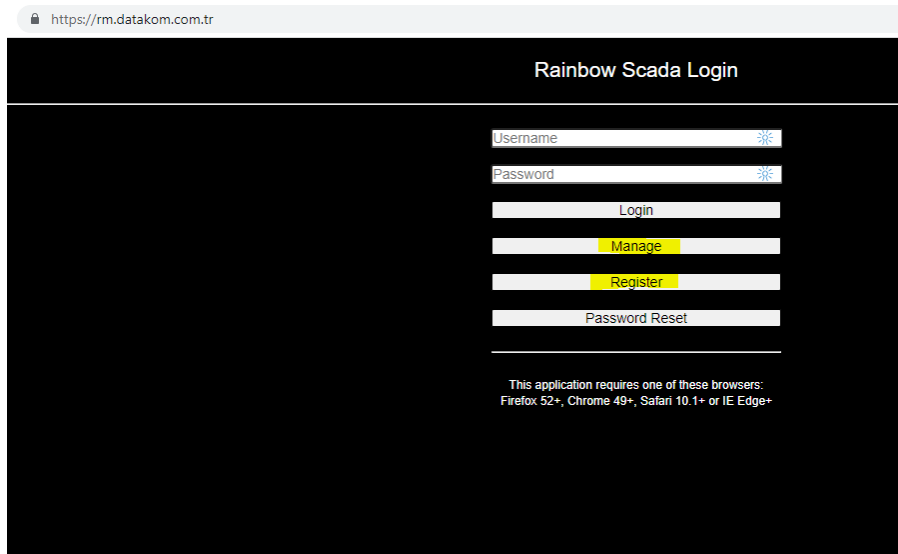 https://rm.datakom.com.tr
Rainbow Scada Login
Username
Password
Login
Manage
Register
Password Reset
This application requires one of these browsers:
Firefox 52+, Chrome 49+, Safari 10.1+ or IE Edge+